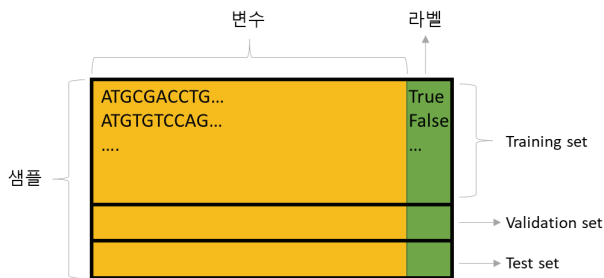 변수
라벨
ATGCGACCTG...
True
ATGTGTCCAG...
False
....
...
Training set
샘플
Validation set
Test set